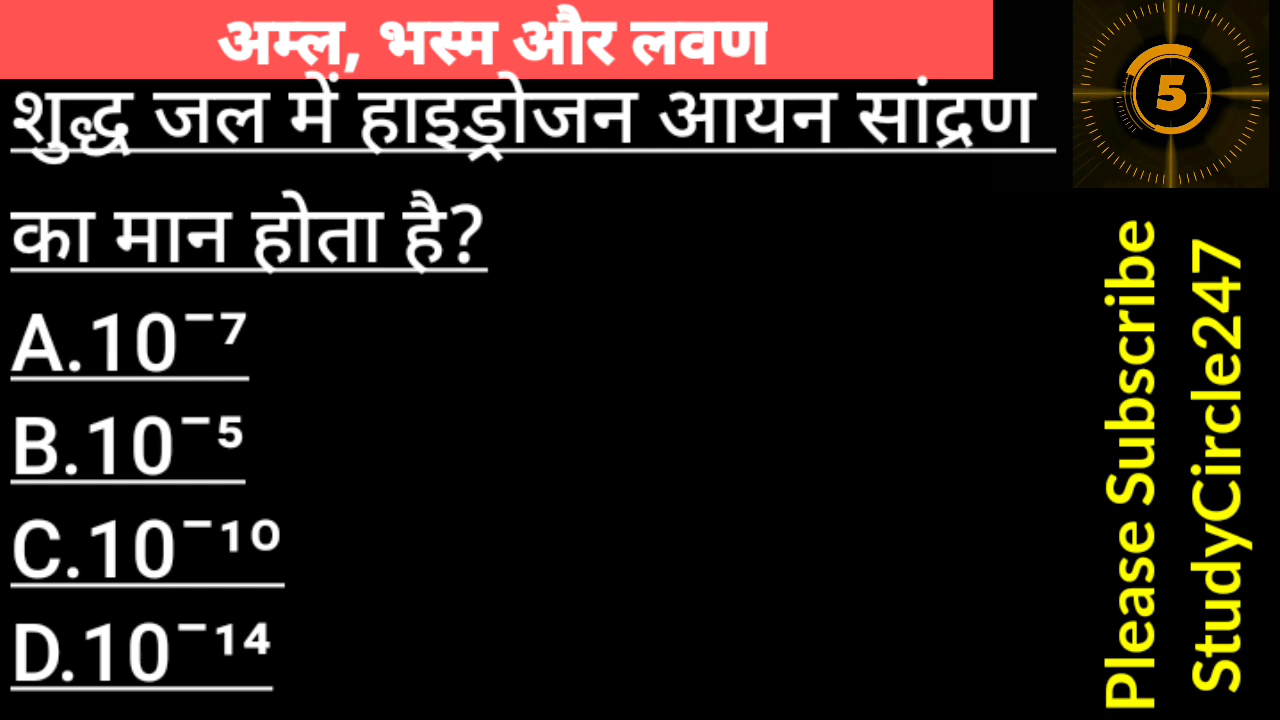 अम्ल, भस्म और लवण
शुद्ध जल में हाइड्रोजन आयन सांद्रण
का मान होता है?
A.10⁻⁷
B.10⁻⁵
C.10⁻¹⁰
D.10⁻¹⁴
5
Please Subscribe
StudyCircle247